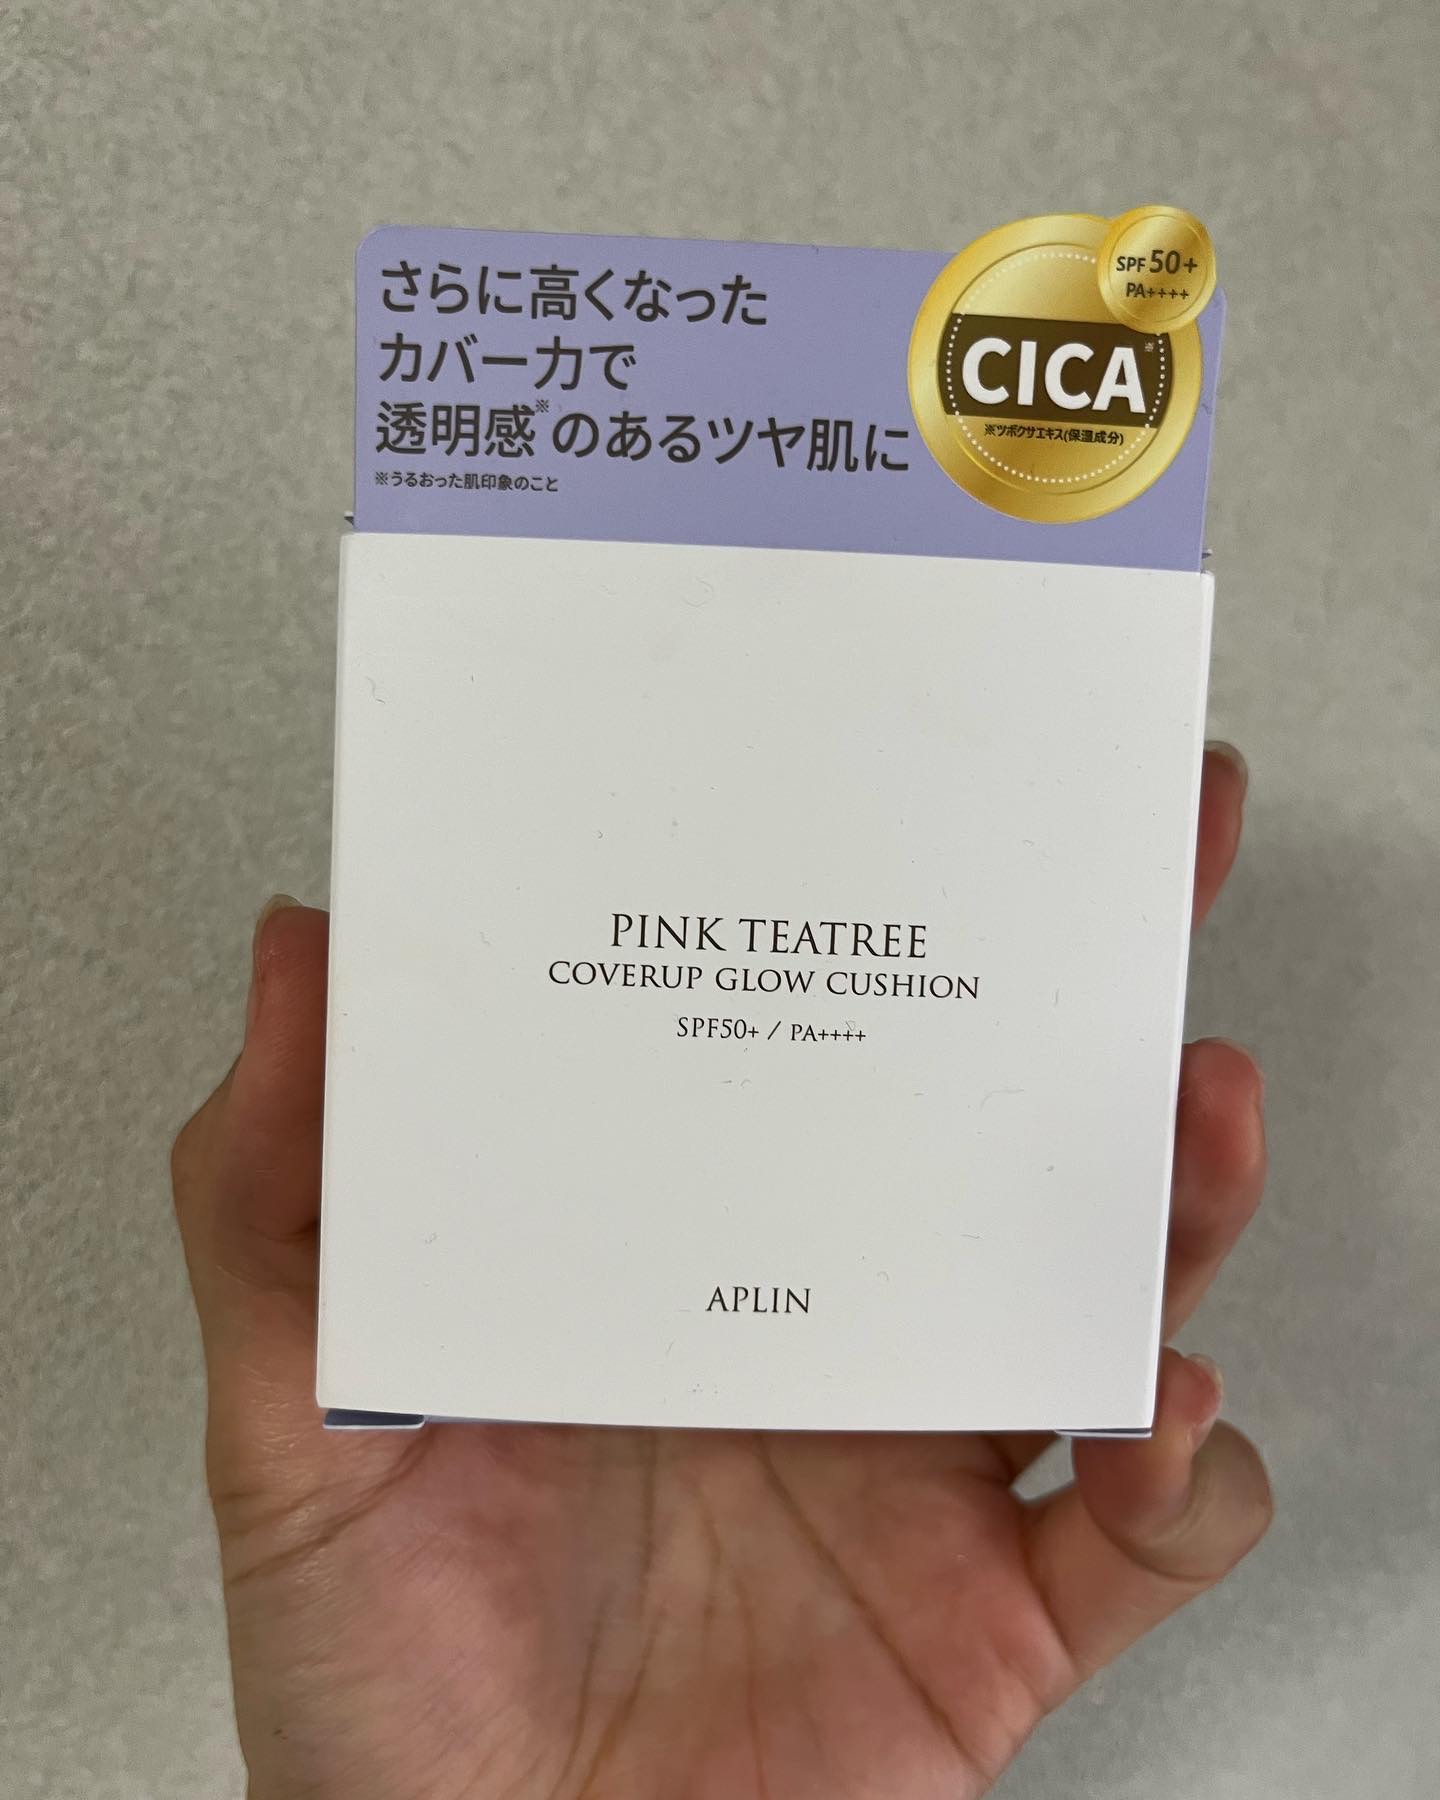 さらに高くなった
カバー力で
透明感※のあるツヤ肌に
※うるおった肌印象のこと
SPF 50+
PA++++
CICA※
※ツボクサエキス(保湿成分)
PINK TEATREE
COVERUP GLOW CUSHION
SPF50+ / PA++++
APLIN